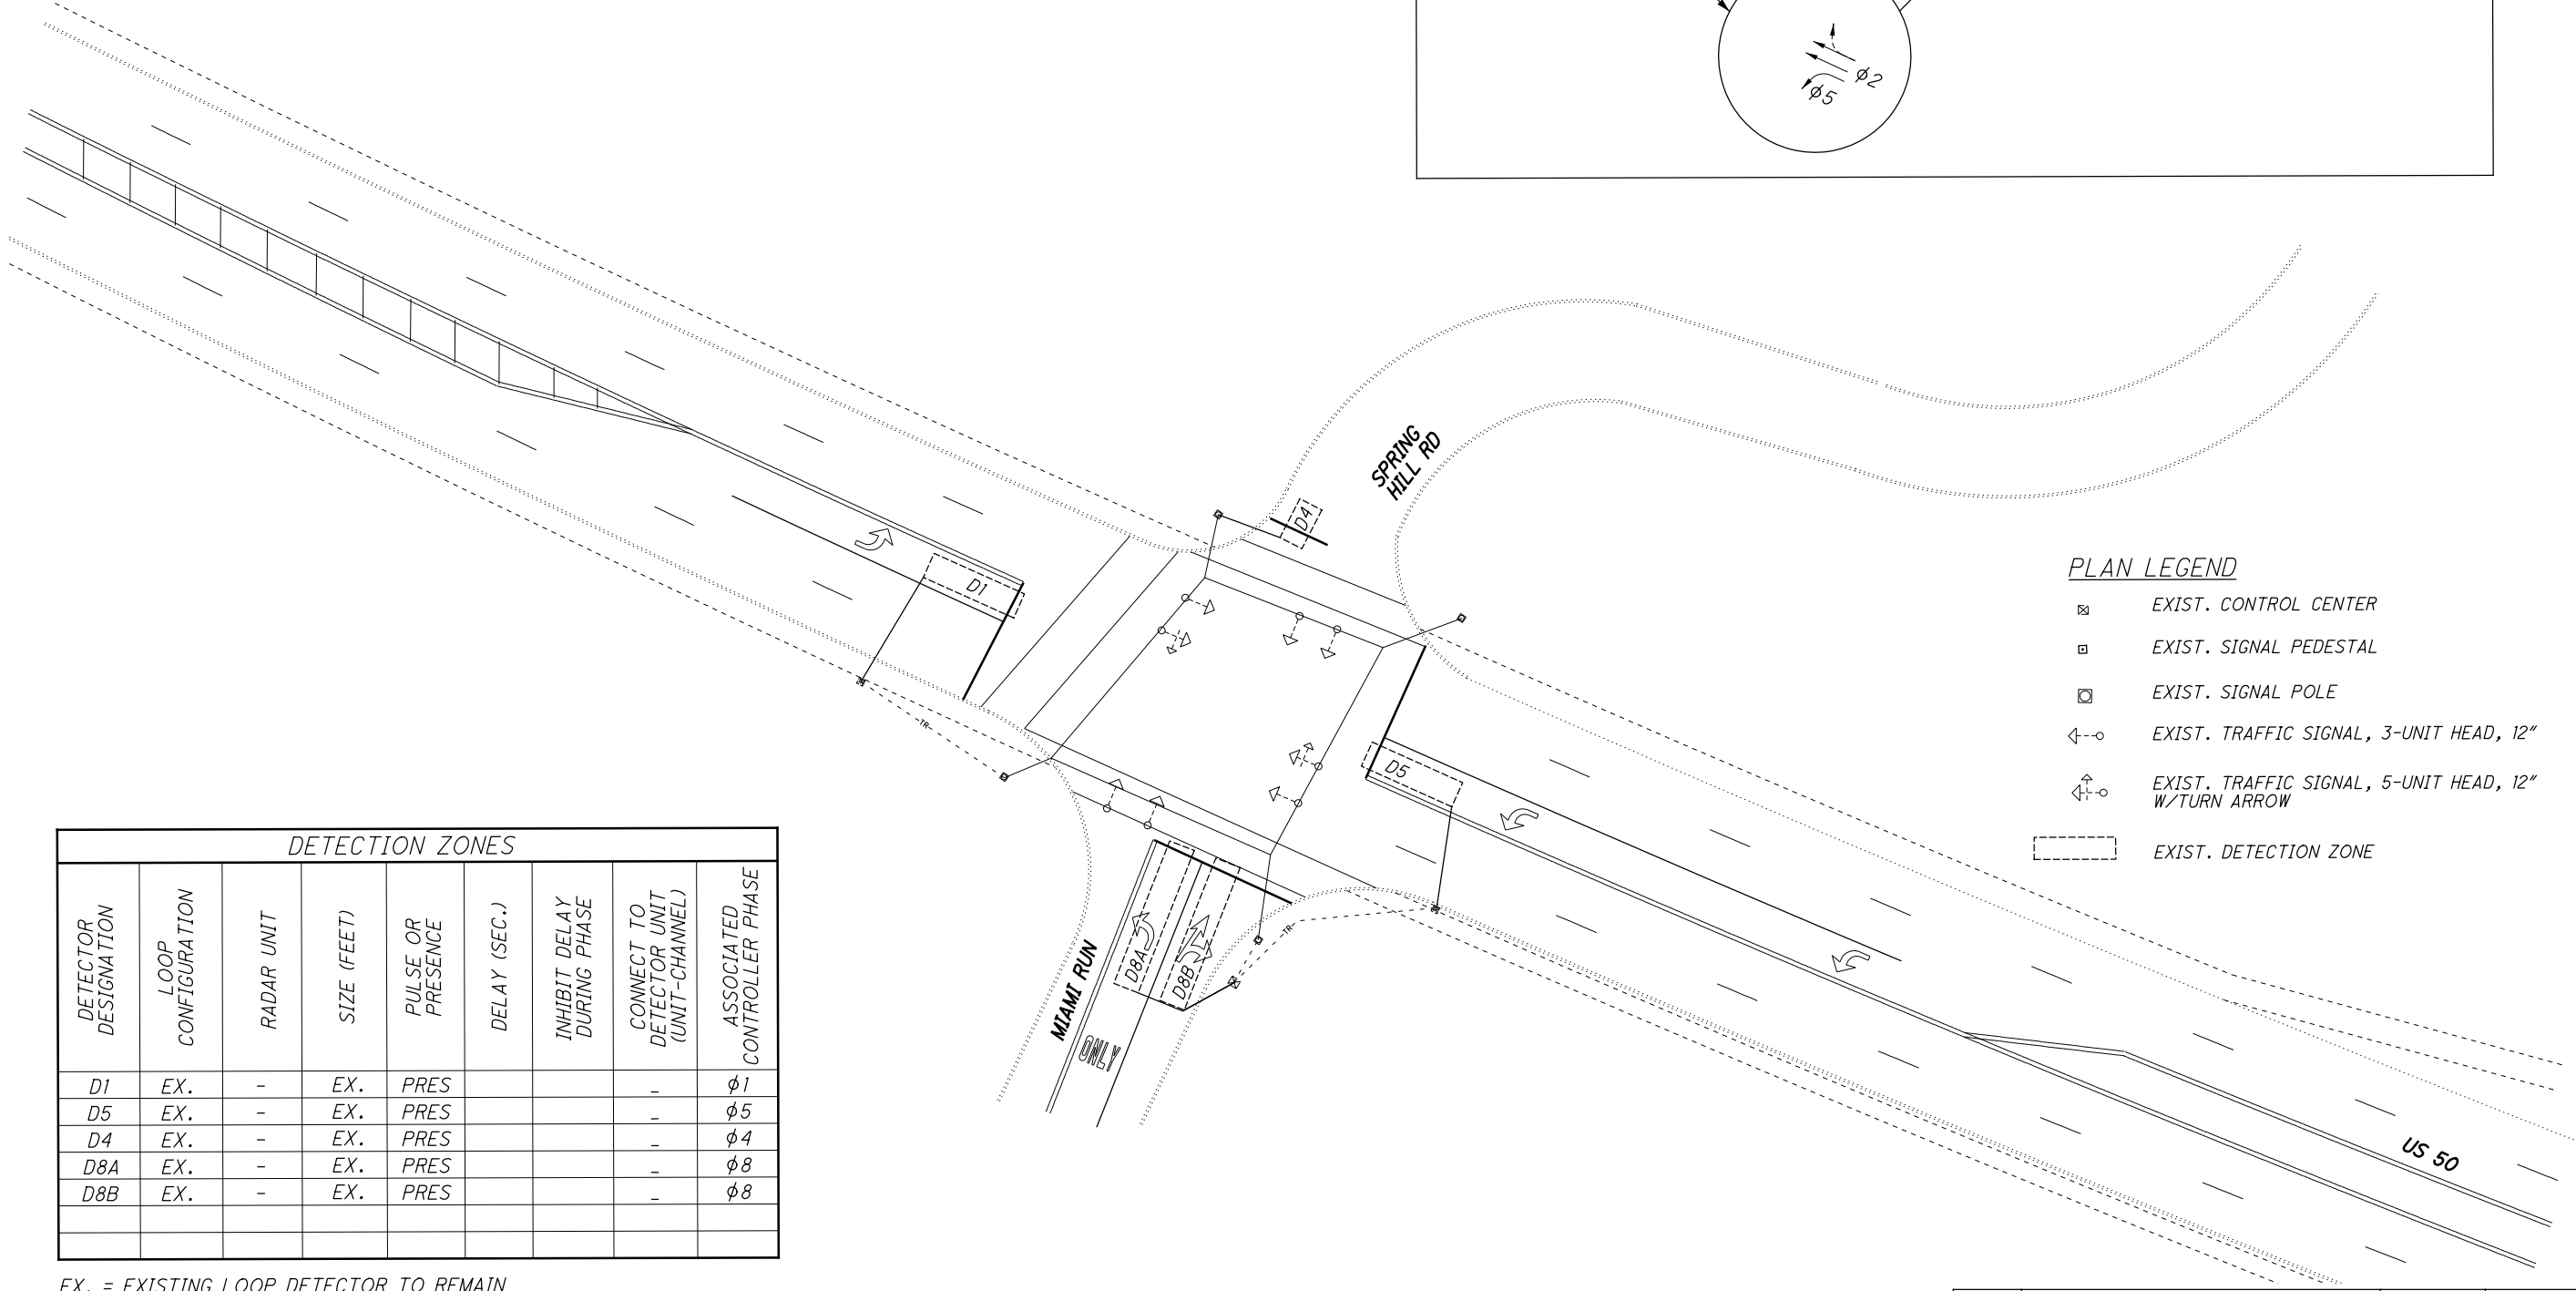 ϕ2
ϕ5
SPRING
HILL RD
D4
D1
TR
D5
D8A
D8B
TR
MIAMI RUN
ONLY
US 50
PLAN LEGEND
EXIST. CONTROL CENTER
EXIST. SIGNAL PEDESTAL
EXIST. SIGNAL POLE
EXIST. TRAFFIC SIGNAL, 3-UNIT HEAD, 12"
EXIST. TRAFFIC SIGNAL, 5-UNIT HEAD, 12"
W/TURN ARROW
EXIST. DETECTION ZONE
DETECTION ZONES
DETECTOR
DESIGNATION
LOOP
CONFIGURATION
RADAR UNIT
SIZE (FEET)
PULSE OR
PRESENCE
DELAY (SEC.)
INHIBIT DELAY
DURING PHASE
CONNECT TO
DETECTOR UNIT
(UNIT-CHANNEL)
ASSOCIATED
CONTROLLER PHASE
D1 EX. - EX. PRES _ ϕ1
D5 EX. - EX. PRES _ ϕ5
D4 EX. - EX. PRES _ ϕ4
D8A EX. - EX. PRES _ ϕ8
D8B EX. - EX. PRES _ ϕ8
EX. = EXISTING LOOP DETECTOR TO REMAIN